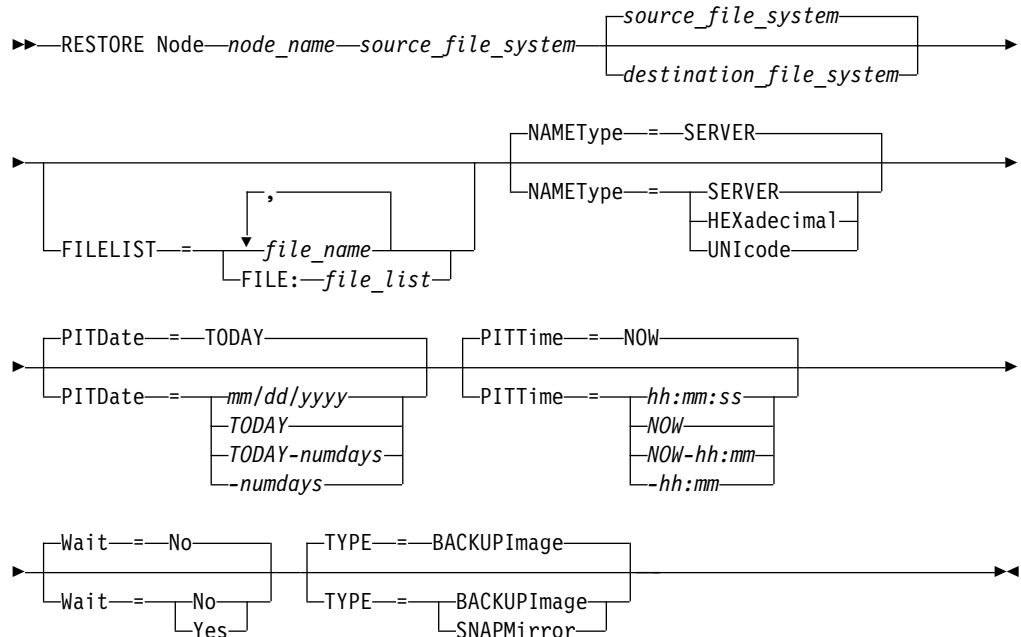 source_file_system
RESTORE Node node_name source_file_system
destination_file_system
NAMEType = SERVER
NAMEType = SERVER
,
HEXadecimal
FILELIST = file_name
UNIcode
FILE: file_list
PITDate = TODAY PITTime = NOW
PITDate = mm/dd/yyyy PITTime = hh:mm:ss
TODAY NOW
TODAY-numdays NOW-hh:mm
-numdays -hh:mm
Wait = No TYPE = BACKUPImage
Wait = No TYPE = BACKUPImage
Yes SNAPMirror